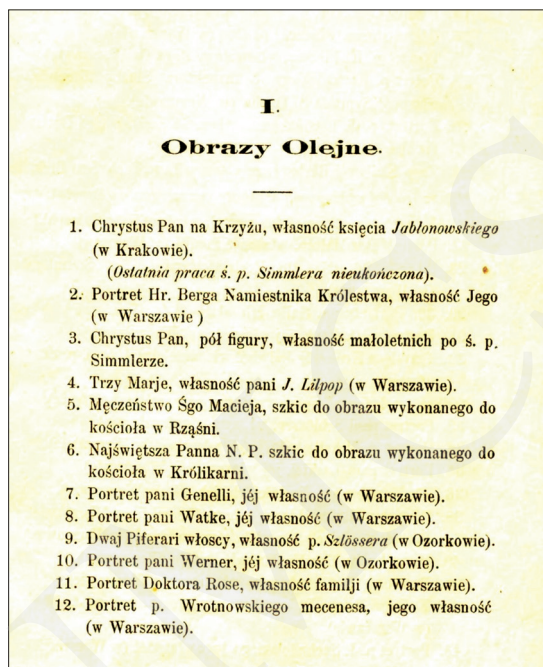 I.
Obrazy Olejne.
1. Chrystus Pan na Krzyżu, własność księcia Jabłonowskiego
(w Krakowie).
(Ostatnia praca ś. p. Simmlera nieukończona).
2. Portret Hr. Berga Namiestnika Królestwa, własność Jego
(w Warszawie )
3. Chrystus Pan, pół figury, własność małoletnich po ś. p.
Simmlerze.
4. Trzy Marje, własność pani J. Lilpop (w Warszawie).
5. Męczeństwo Śgo Macieja, szkic do obrazu wykonanego do
kościoła w Rząśni.
6. Najświętsza Panna N. P. szkic do obrazu wykonanego do
kościoła w Królikarni.
7. Portret pani Genelli, jéj własność (w Warszawie).
8. Portret pani Watke, jéj własność (w Warszawie).
9. Dwaj Piferari włoscy, własność p. Szlössera (w Ozorkowie).
10. Portret pani Werner, jéj własność (w Ozorkowie).
11. Portret Doktora Rose, własność familji (w Warszawie).
12. Portret p. Wrotnowskiego mecenesa, jego własność
(w Warszawie).